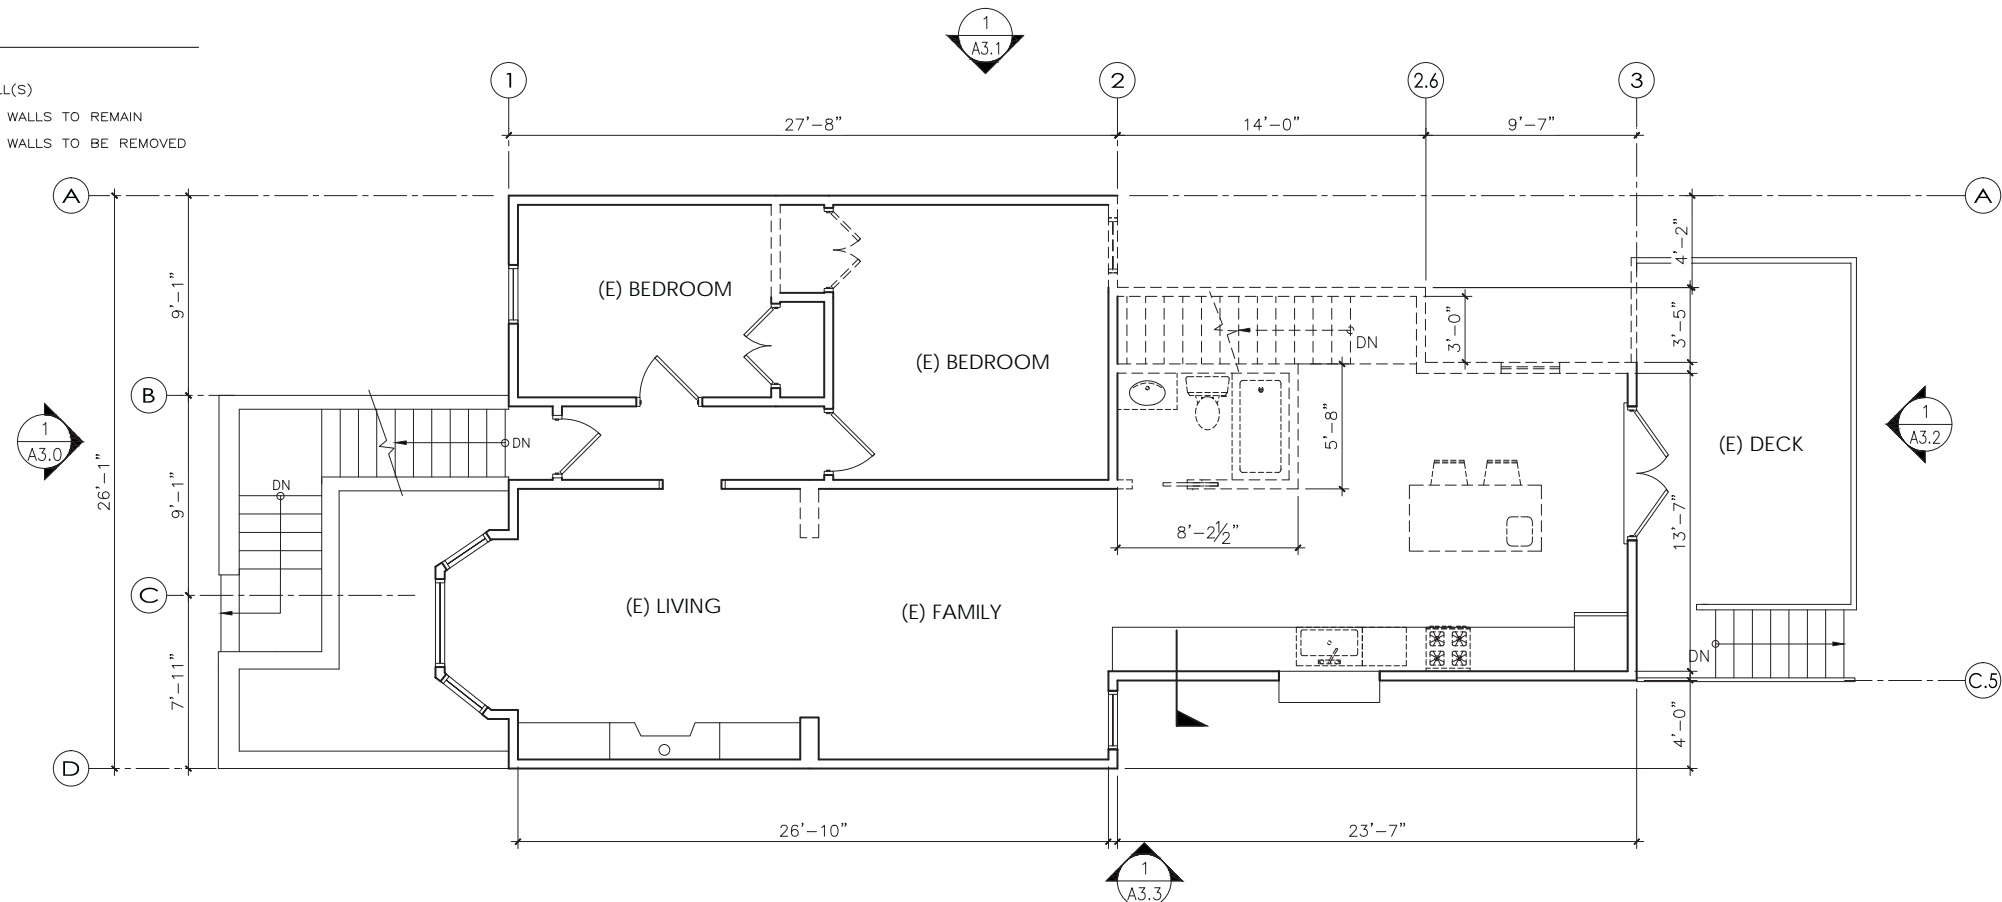 1
A3.1
1
2
2.6
3
LL(S)
WALLS TO REMAIN
WALLS TO BE REMOVED
27'-8"
14'-0"
9'-7"
A
A
4'-2"
9'-1"
(E) BEDROOM
3'-0"
3'-5"
DN
(E) BEDROOM
B
5'-8"
1
A3.0
DN
(E) DECK
1
A3.2
26'-1"
9'-1"
DN
8'-2½"
13'-7"
C
(E) LIVING
(E) FAMILY
DN
7'-11"
C.5
4'-0"
D
26'-10"
23'-7"
1
A3.3